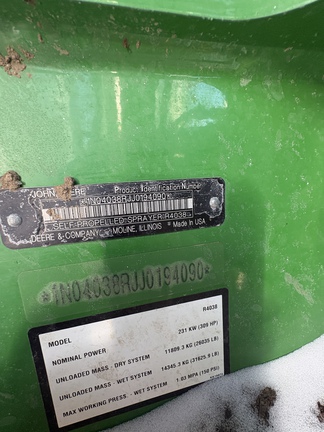 JOHN DEERE Product Identification Number
*1N04038RJJ0194090*
SELF-PROPELLED SPRAYER R4038
DEERE & COMPANY MOLINE, ILLINOIS * Made in USA
*1N04038RJJ0194090*
MODEL R4038
NOMINAL POWER 231 KW (309 HP)
UNLOADED MASS - DRY SYSTEM 11809.3 KG (26035 LB)
UNLOADED MASS - WET SYSTEM 14345.3 KG (31625.9 LB)
MAX WORKING PRESS. - WET SYSTEM 1.03 MPA (150 PSI)